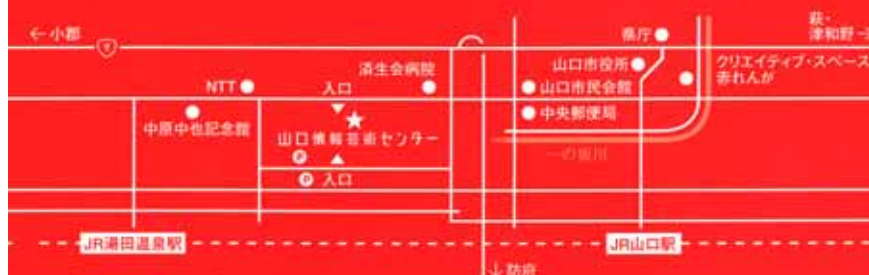 ←小郡
9
県庁
萩・
津和野→
済生会病院
山口市役所
クリエイティブ・スペース
赤れんが
NTT
入口
山口市民会館
中原中也記念館
中央郵便局
山口情報芸術センター
P
一の坂川
P 入口
JR湯田温泉駅
JR山口駅
↓防府